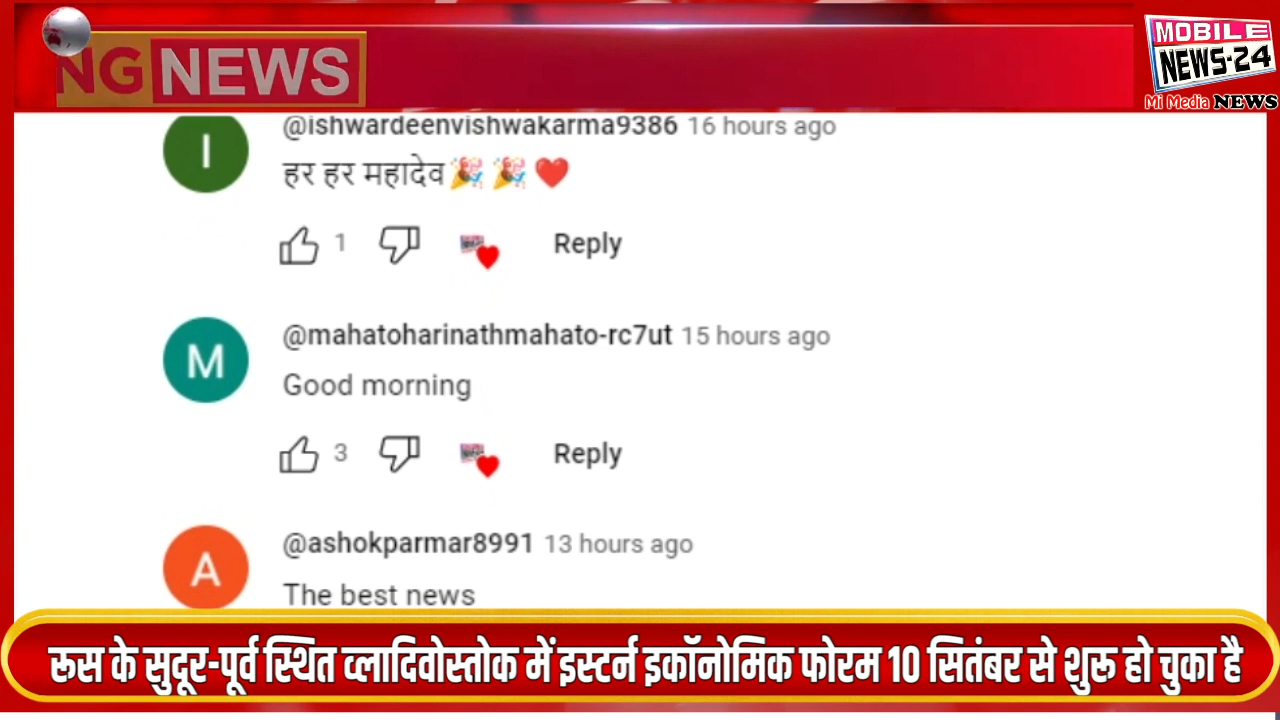 NG NEWS
MOBILE
NEWS-24
Mi Media NEWS
@ishwardeenvishwakarma9386 16 hours ago
हर हर महादेव🎉 🎉 ❤️
1 Reply
@mahatoharinathmahato-rc7ut 15 hours ago
Good morning
3 Reply
@ashokparmar8991 13 hours ago
The best news
रूस के सुदूर-पूर्व स्थित व्लादिवोस्तोक में इस्टर्न इकॉनोमिक फोरम 10 सितंबर से शुरू हो चुका है
I
M
A